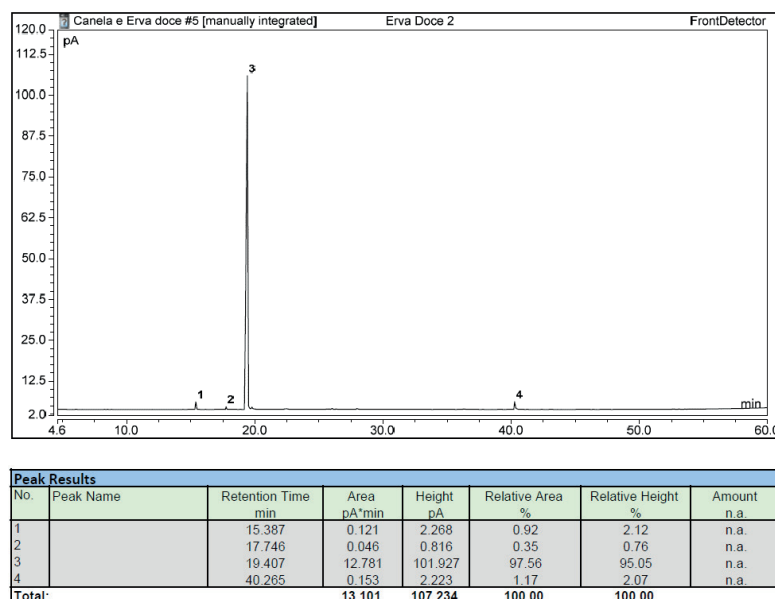 Canela e Erva doce #5 [manually integrated] Erva Doce 2 FrontDetector
120.0
pA
100.0
87.5
75.0
62.5
50.0
37.5
25.0
12.5
2.0
3
1
2
4
min
4.6 10.0 20.0 30.0 40.0 50.0 60.0
Peak Results
No. Peak Name Retention Time Area Height Relative Area Relative Height Amount
min pA*min pA % % n.a.
1 15.387 0.121 2.268 0.92 2.12 n.a.
2 17.746 0.046 0.816 0.35 0.76 n.a.
3 19.407 12.781 101.927 97.56 95.05 n.a.
4 40.265 0.153 2.223 1.17 2.07 n.a.
Total: 13.101 107.234 100.00 100.00